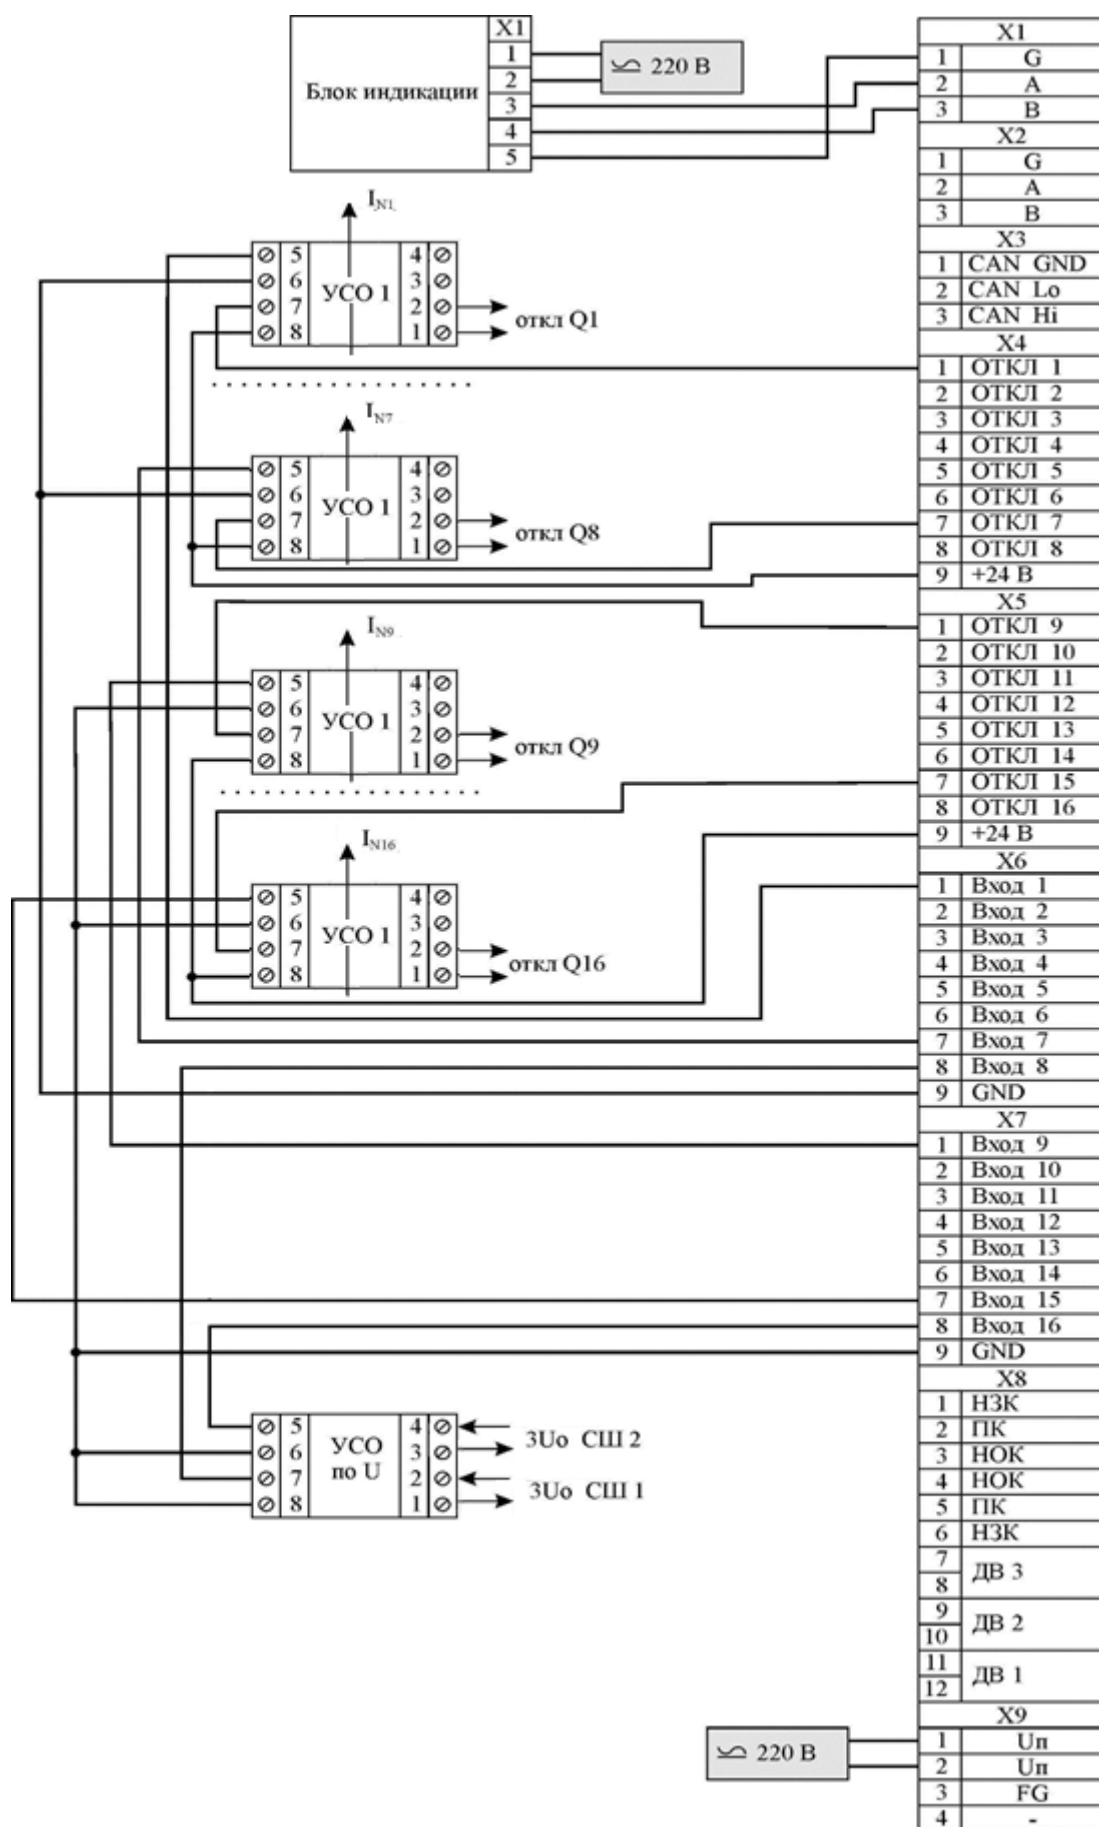 Блок индикации
X1
1
2
3
4
5
220 В
I N1
5 УСО 1 4
6 3
7 2
8 1
откл Q1
I N7
5 УСО 1 4
6 3
7 2
8 1
откл Q8
I N9
5 УСО 1 4
6 3
7 2
8 1
откл Q9
I N16
5 УСО 1 4
6 3
7 2
8 1
откл Q16
5 УСО 4
6 по U 3
7 2
8 1
3Uo СШ 2
3Uo СШ 1
220 В
X1
1 G
2 A
3 B
X2
1 G
2 A
3 B
X3
1 CAN GND
2 CAN Lo
3 CAN Hi
X4
1 ОТКЛ 1
2 ОТКЛ 2
3 ОТКЛ 3
4 ОТКЛ 4
5 ОТКЛ 5
6 ОТКЛ 6
7 ОТКЛ 7
8 ОТКЛ 8
9 +24 В
X5
1 ОТКЛ 9
2 ОТКЛ 10
3 ОТКЛ 11
4 ОТКЛ 12
5 ОТКЛ 13
6 ОТКЛ 14
7 ОТКЛ 15
8 ОТКЛ 16
9 +24 В
X6
1 Вход 1
2 Вход 2
3 Вход 3
4 Вход 4
5 Вход 5
6 Вход 6
7 Вход 7
8 Вход 8
9 GND
X7
1 Вход 9
2 Вход 10
3 Вход 11
4 Вход 12
5 Вход 13
6 Вход 14
7 Вход 15
8 Вход 16
9 GND
X8
1 НЗК
2 ПК
3 НОК
4 НОК
5 ПК
6 НЗК
7
8 ДВ 3
9
10 ДВ 2
11
12 ДВ 1
X9
1 Uп
2 Uп
3 FG
4 -